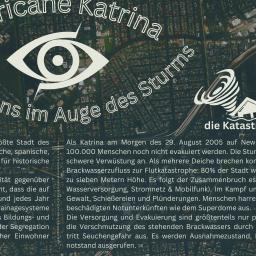 ricane Katrina
ns im Auge des Sturms
die Katast
ößte Stadt des
che, spanische,
für historische
ität gegenüber
nt, dass die auf
und jedes Jahr
rainagesysteme
s Bildungs- und
der Segregation
cher Einwohner
Als Katrina am Morgen des 29. August 2005 auf New
100.000 Menschen noch nicht evakuiert werden. Die Stur
schwere Verwüstung an. Als mehrere Deiche brechen kor
Brackwasserzufluss zur Flutkatastrophe: 80% der Stadt w
zu sieben Metern Höhe. Es folgt der Zusammenbruch es
Wasserversorgung, Stromnetz & Mobilfunk). Im Kampf un
Gewalt, Schießereien und Plünderungen. Menschen harre
beschädigten Notunterkünften wie dem Superdome aus.
Die Versorgung und Evakuierung sind größtenteils nur p
die Verschmutzung des stehenden Brackwassers durch
tritt Seuchengefahr aus. Es werden Ausnahmezustand,
notstand ausgerufen.